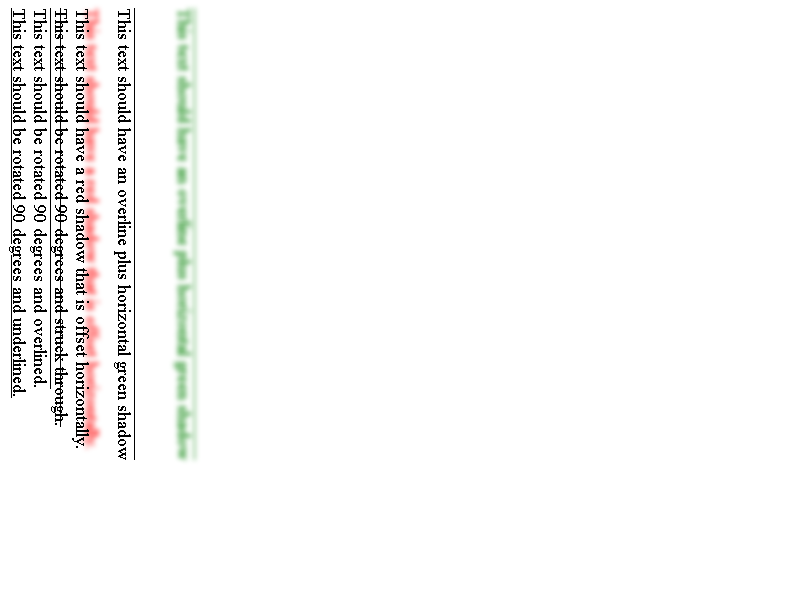 This text should be rotated 90 degrees and underlined.
This text should be rotated 90 degrees and overlined.
This text should be rotated 90 degrees and struck through.
This text should have a red shadow that is offset horizontally.
This text should have an overline plus horizontal green shadow